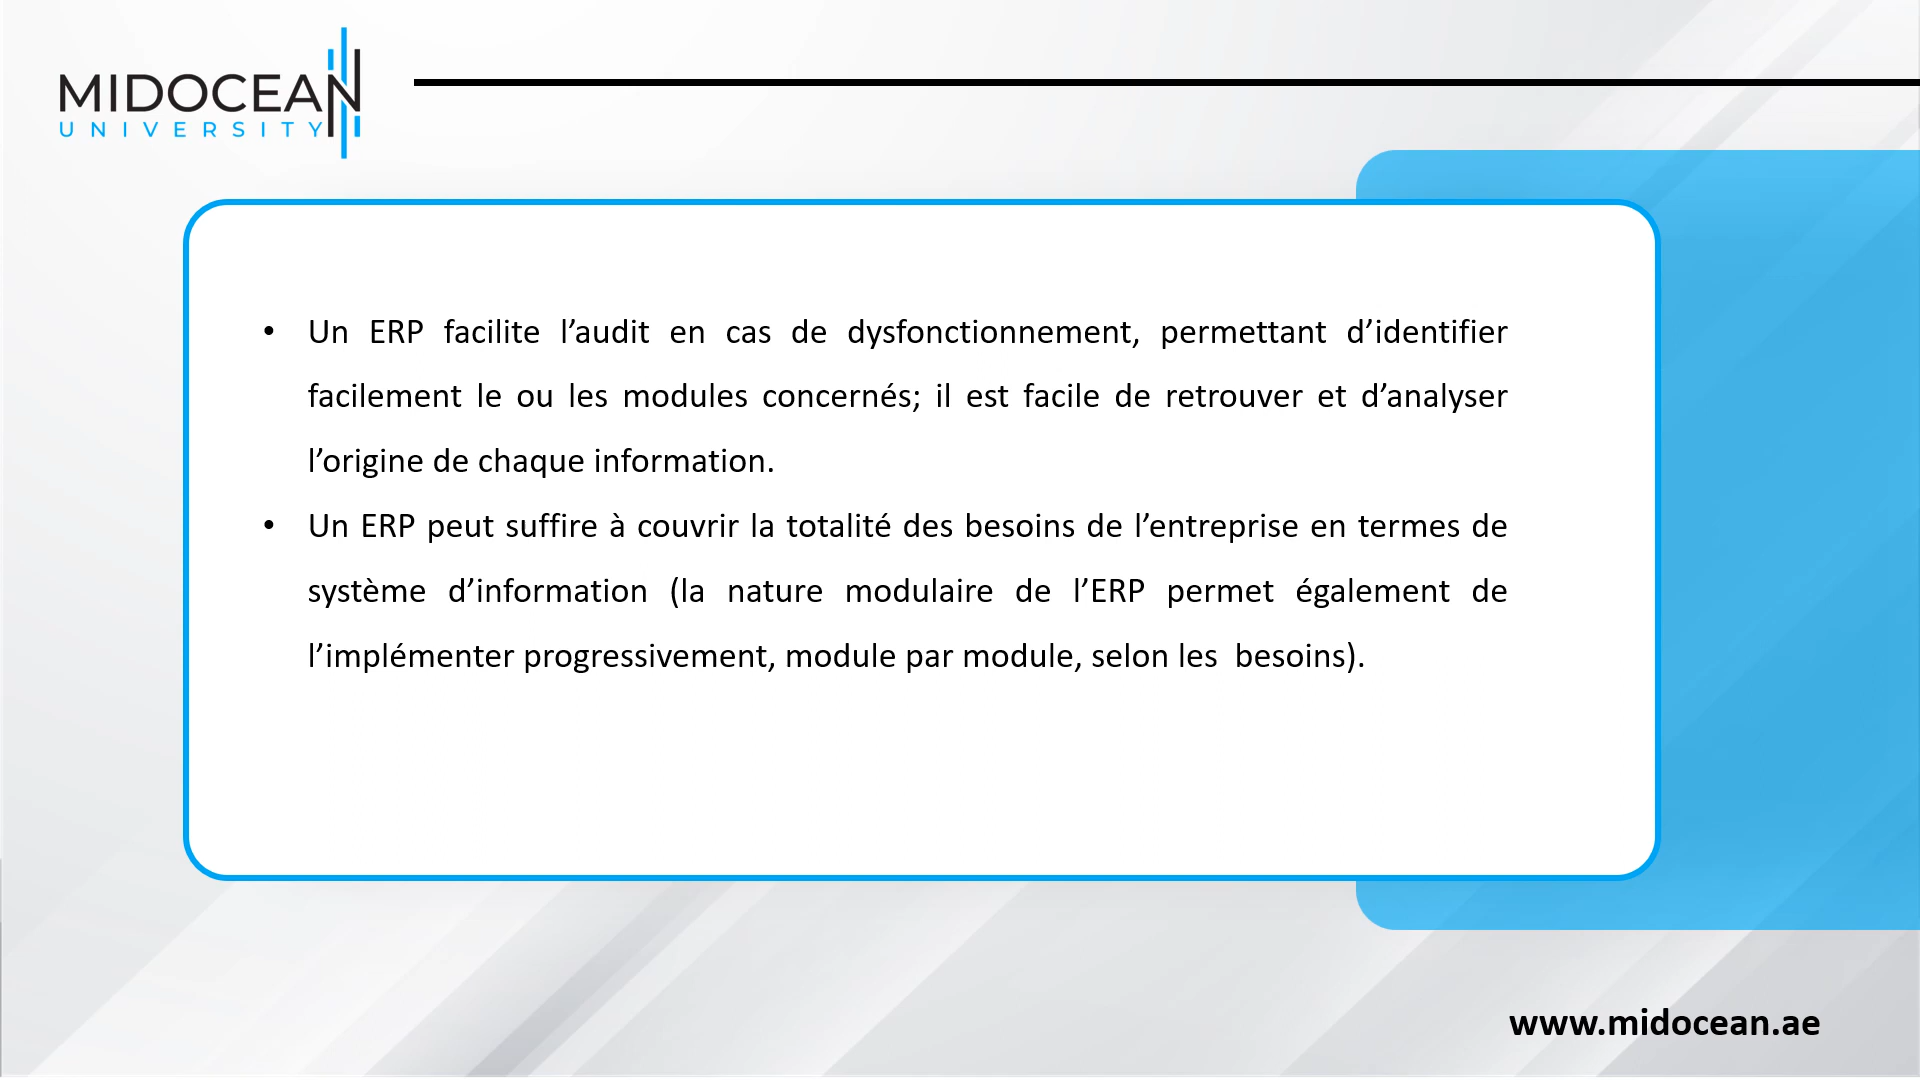 MIDOCEAN
UNIVERSITY
• Un ERP facilite l’audit en cas de dysfonctionnement, permettant d’identifier
facilement le ou les modules concernés; il est facile de retrouver et d’analyser
l’origine de chaque information.
• Un ERP peut suffire à couvrir la totalité des besoins de l’entreprise en termes de
système d’information (la nature modulaire de l’ERP permet également de
l’implémenter progressivement, module par module, selon les  besoins).
www.midocean.ae